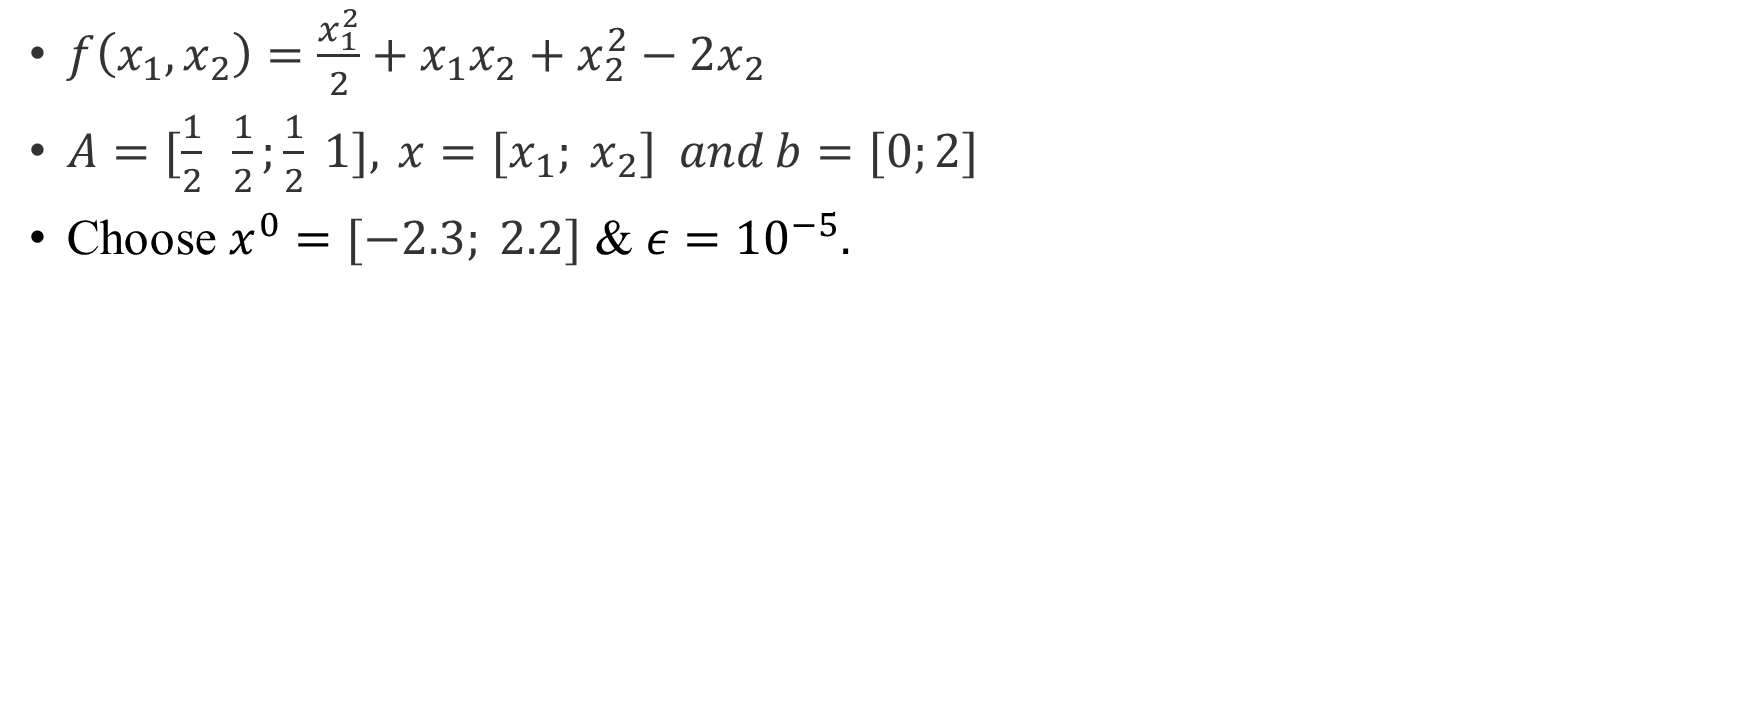 • f(x₁, x₂) = x₁²/2 + x₁x₂ + x₂² − 2x₂
• A = [1/2 1/2; 1/2 1], x = [x₁; x₂] and b = [0; 2]
• Choose x⁰ = [−2.3; 2.2] & ϵ = 10⁻⁵.